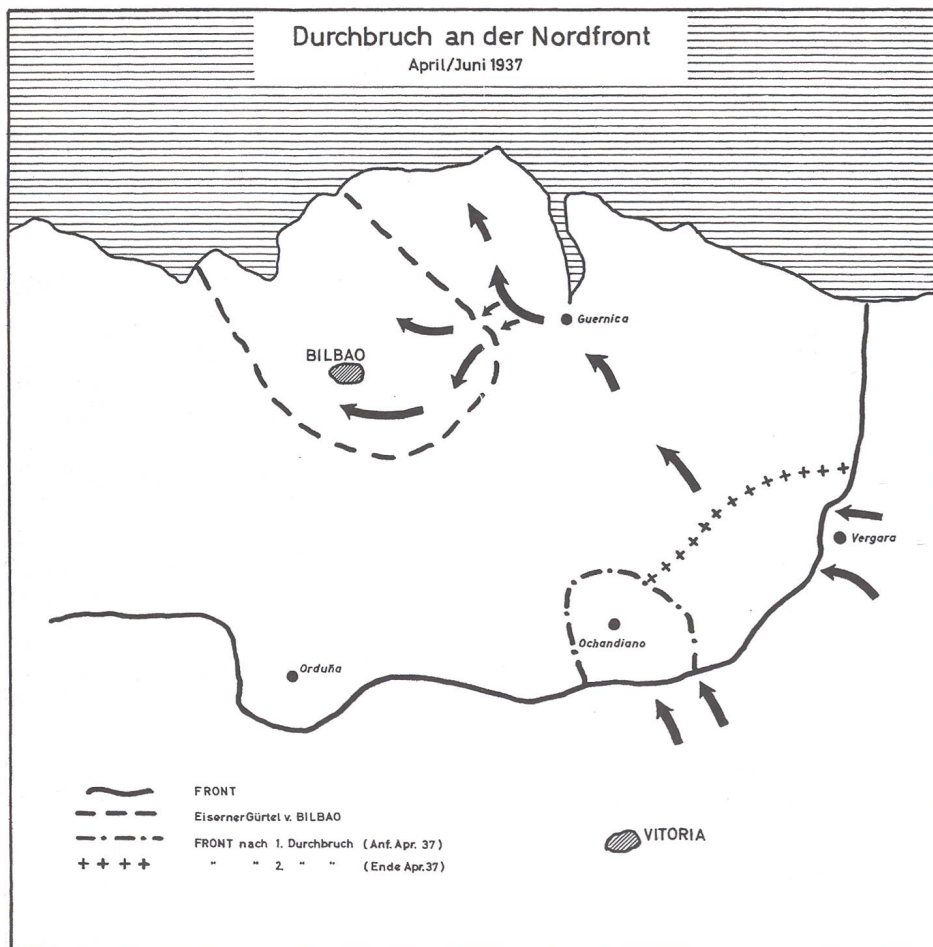 Durchbruch an der Nordfront
April/Juni 1937
Guernica
BILBAO
Vergara
Ochandiano
Orduña
FRONT
Eiserner Gürtel v. BILBAO
FRONT nach 1. Durchbruch (Anf. Apr. 37)
" " 2. " " (Ende Apr.37)
VITORIA